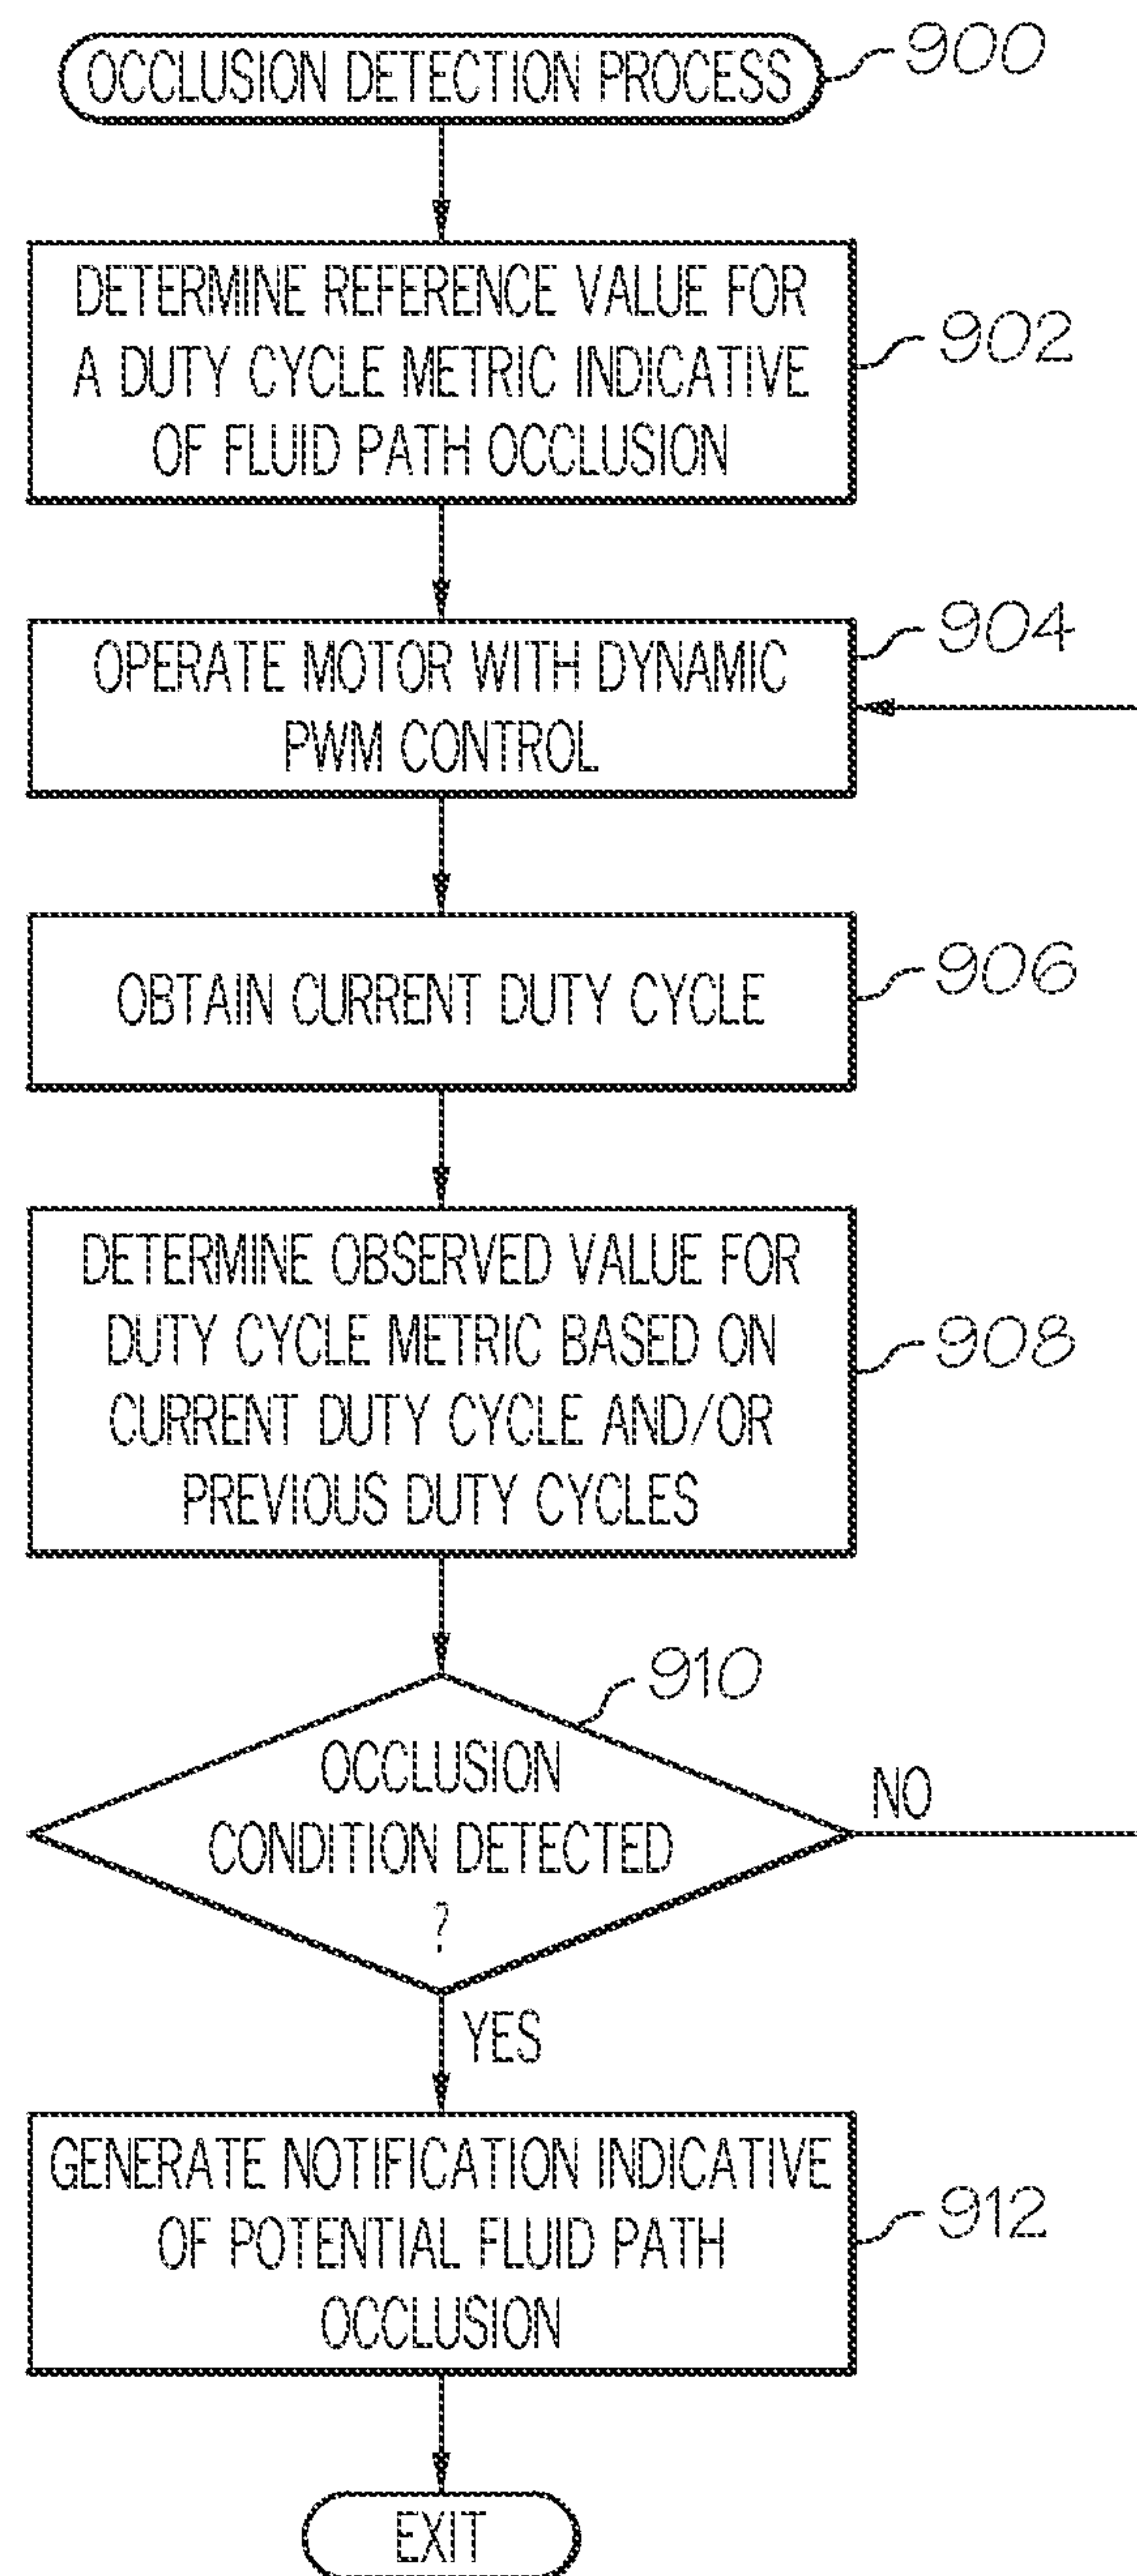 OCCLUSION DETECTION PROCESS
900
DETERMINE REFERENCE VALUE FOR
A DUTY CYCLE METRIC INDICATIVE
OF FLUID PATH OCCLUSION
902
OPERATE MOTOR WITH DYNAMIC
PWM CONTROL
904
OBTAIN CURRENT DUTY CYCLE
906
DETERMINE OBSERVED VALUE FOR
DUTY CYCLE METRIC BASED ON
CURRENT DUTY CYCLE AND/OR
PREVIOUS DUTY CYCLES
908
910
OCCLUSION
CONDITION DETECTED
?
NO
YES
GENERATE NOTIFICATION INDICATIVE
OF POTENTIAL FLUID PATH
OCCLUSION
912
EXIT